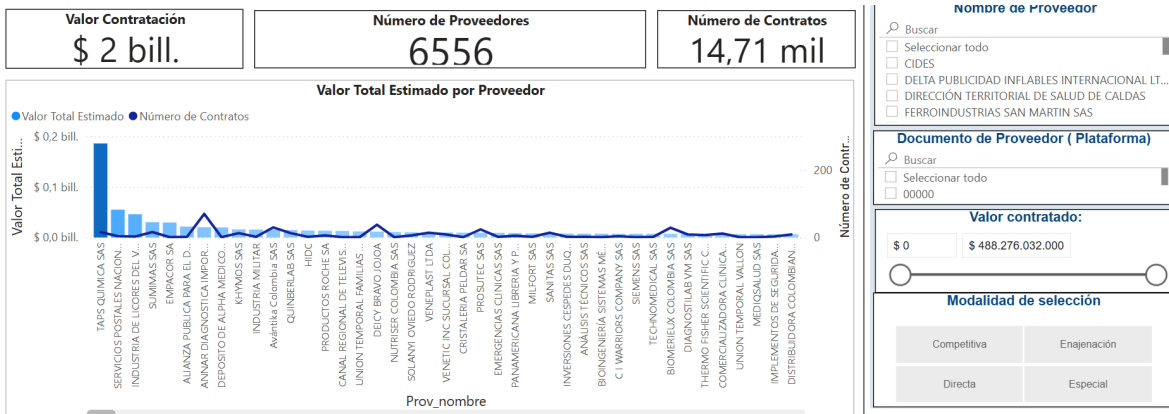 Valor Contratación
$ 2 bill.
Número de Proveedores
6556
Número de Contratos
14,71 mil
Valor Total Estimado por Proveedor
Valor Total Estimado Número de Contratos
Valor Total Esti...
$ 0,2 bill.
$ 0,1 bill.
$ 0,0 bill.
200
0
Número de Contr...
TAPS QUIMICA SAS
SERVICIOS POSTALES NACION...
INDUSTRIA DE LICORES DEL V...
SUMIMAS SAS
EMPACOR SA
ALIANZA PUBLICA PARA EL D...
ANNAR DIAGNOSTICA IMPOR...
DEPOSITO DE ALPHA MEDICO...
KHYMOS SAS
INDUSTRIA MILITAR
Avántika Colombia SAS
QUINBERLAB SAS
HIDC
PRODUCTOS ROCHE SA
CANAL REGIONAL DE TELEVIS...
UNION TEMPORAL FAMILIAS...
DEICY BRAVO JOJOA
NUTRISER COLOMBIA SAS
SOLANYI OVIEDO RODRIGUEZ
VENEPLAST LTDA
VENETIC INC SUCURSAL COL...
CRISTALERIA PELDAR SA
PROSUTEC SAS
EMERGENCIAS CLINICAS SAS
PANAMERICANA LIBRERIA Y P...
MILFORT SAS
SANITAS SAS
INVERSIONES CESPEDES DUQ...
ANÁLISIS TÉCNICOS SAS
BIOINGENIERÍA SISTEMAS MÉ...
C I WARRIORS COMPANY SAS
SIEMENS SAS
TECHNOMEDICAL SAS
BIOMERIEUX COLOMBIA SAS
DIAGNOSTILAB VM SAS
THERMO FISHER SCIENTIFIC C...
COMERCIALIZADORA CLINICA...
UNION TEMPORAL VALLON
MEDIQSALUD SAS
IMPLEMENTOS DE SEGURIDA...
DISTRIBUIDORA COLOMBIAN...
Prov_nombre
Nombre de Proveedor
Buscar
Seleccionar todo
CIDES
DELTA PUBLICIDAD INFLABLES INTERNACIONAL LT...
DIRECCIÓN TERRITORIAL DE SALUD DE CALDAS
FERROINDUSTRIAS SAN MARTIN SAS
Documento de Proveedor ( Plataforma)
Buscar
Seleccionar todo
00000
Valor contratado:
$ 0 $ 488.276.032.000
Modalidad de selección
Competitiva Enajenación
Directa Especial